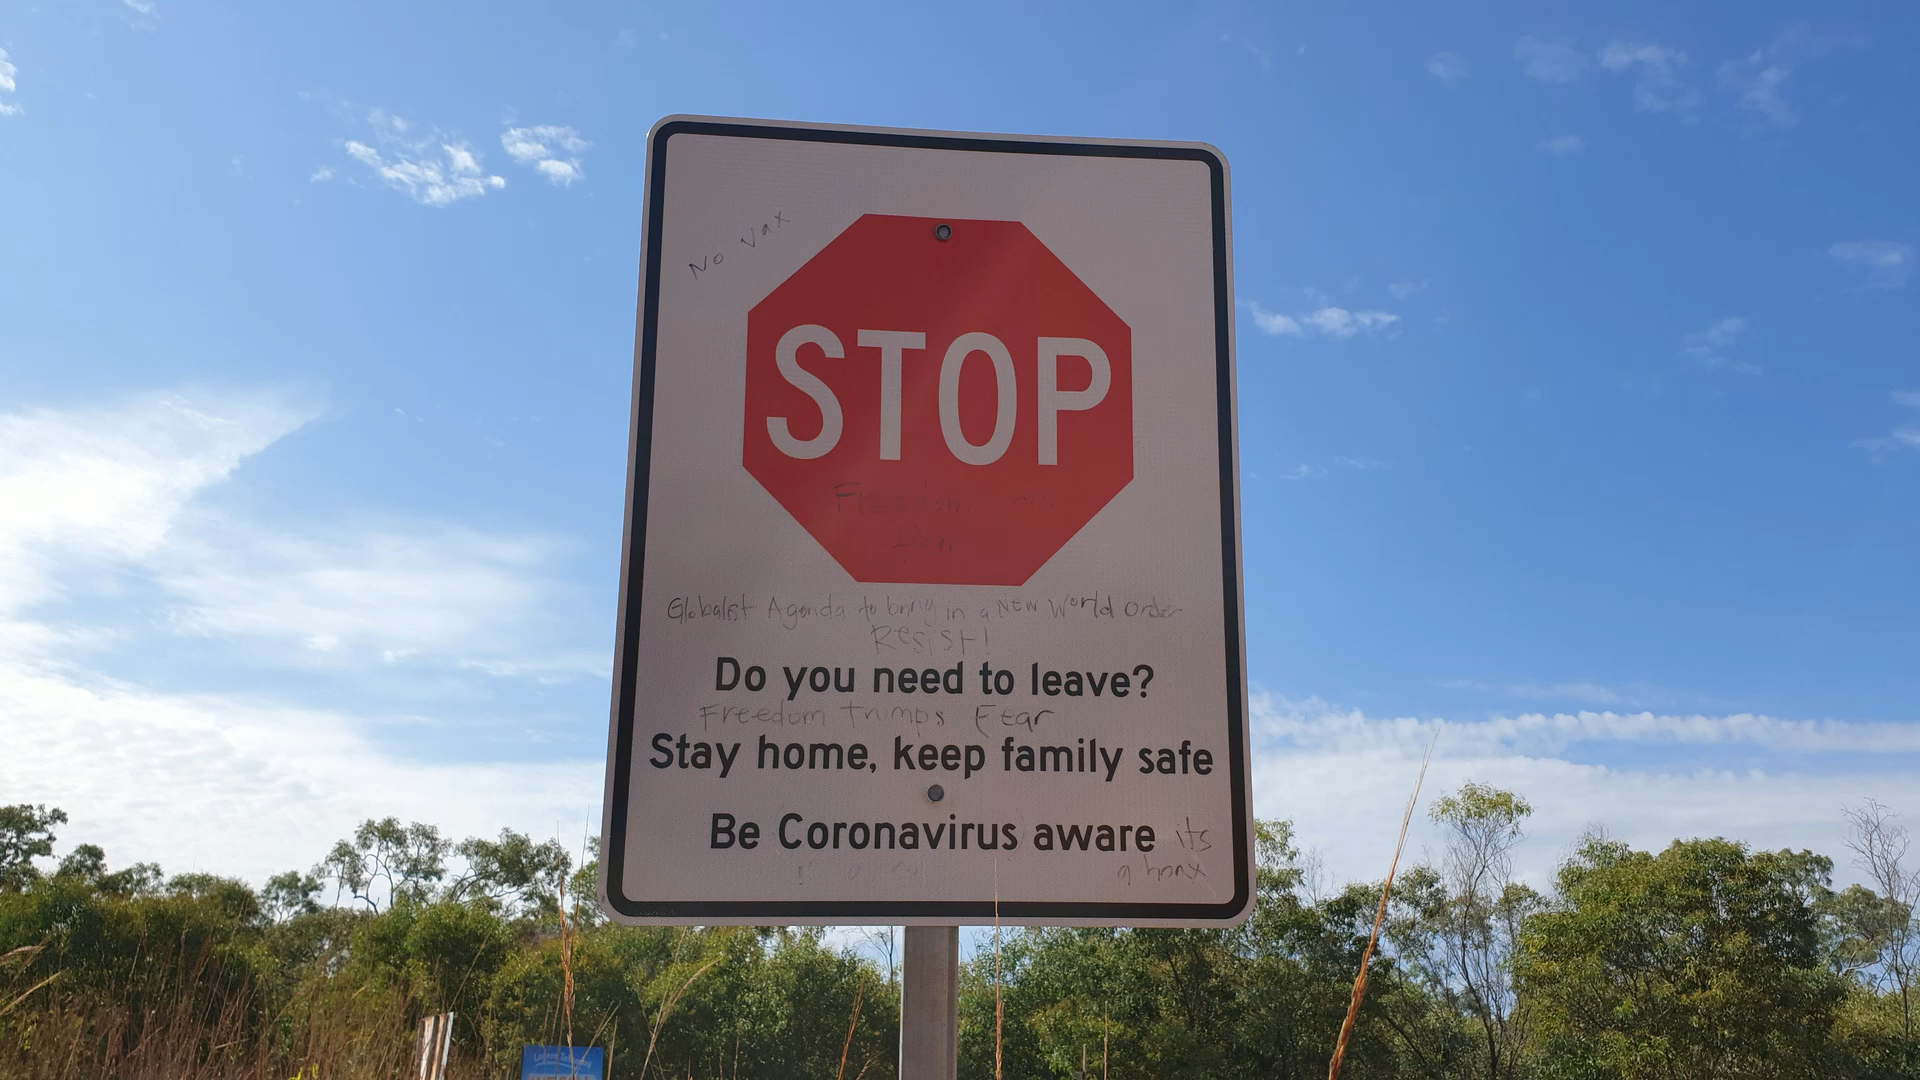 No Vax
STOP
Freedom
Globalist Agenda to bring in a New World Order
Resist!
Do you need to leave?
Freedom trumps Fear
Stay home, keep family safe
Be Coronavirus aware its
a hoax